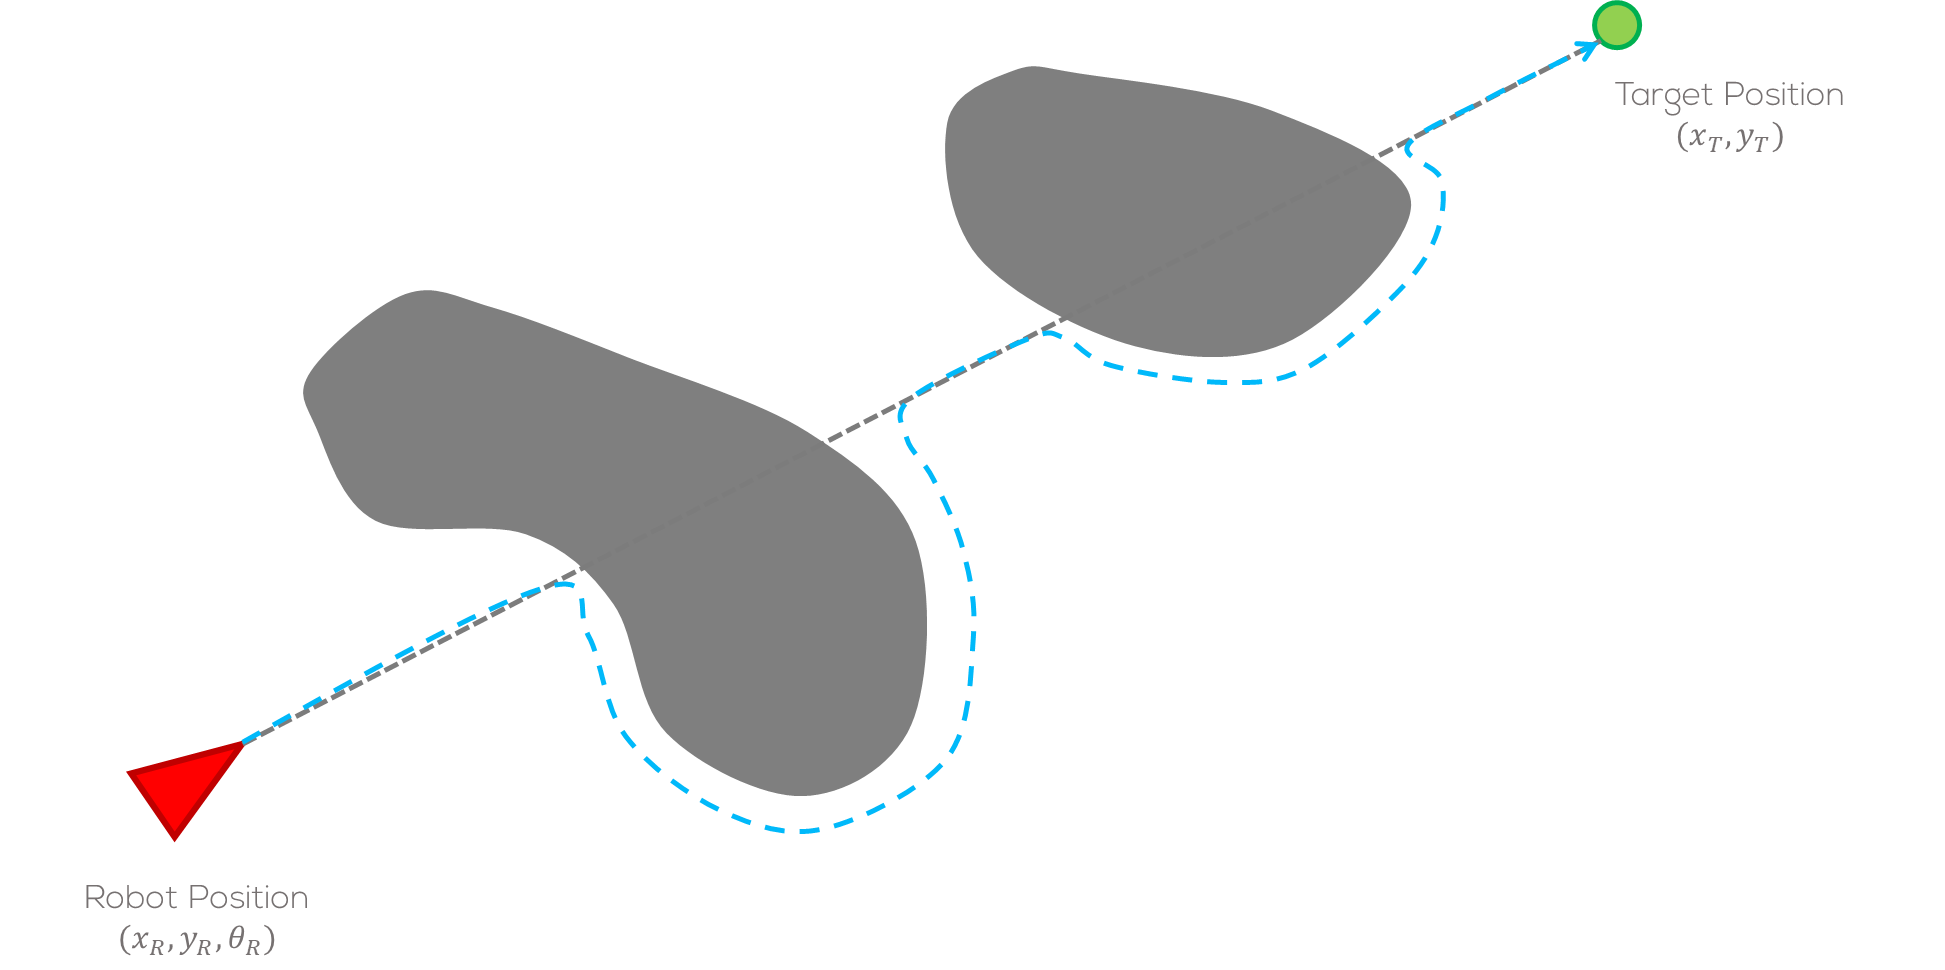 Target Position
(x_T, y_T)
Robot Position
(x_R, y_R, θ_R)